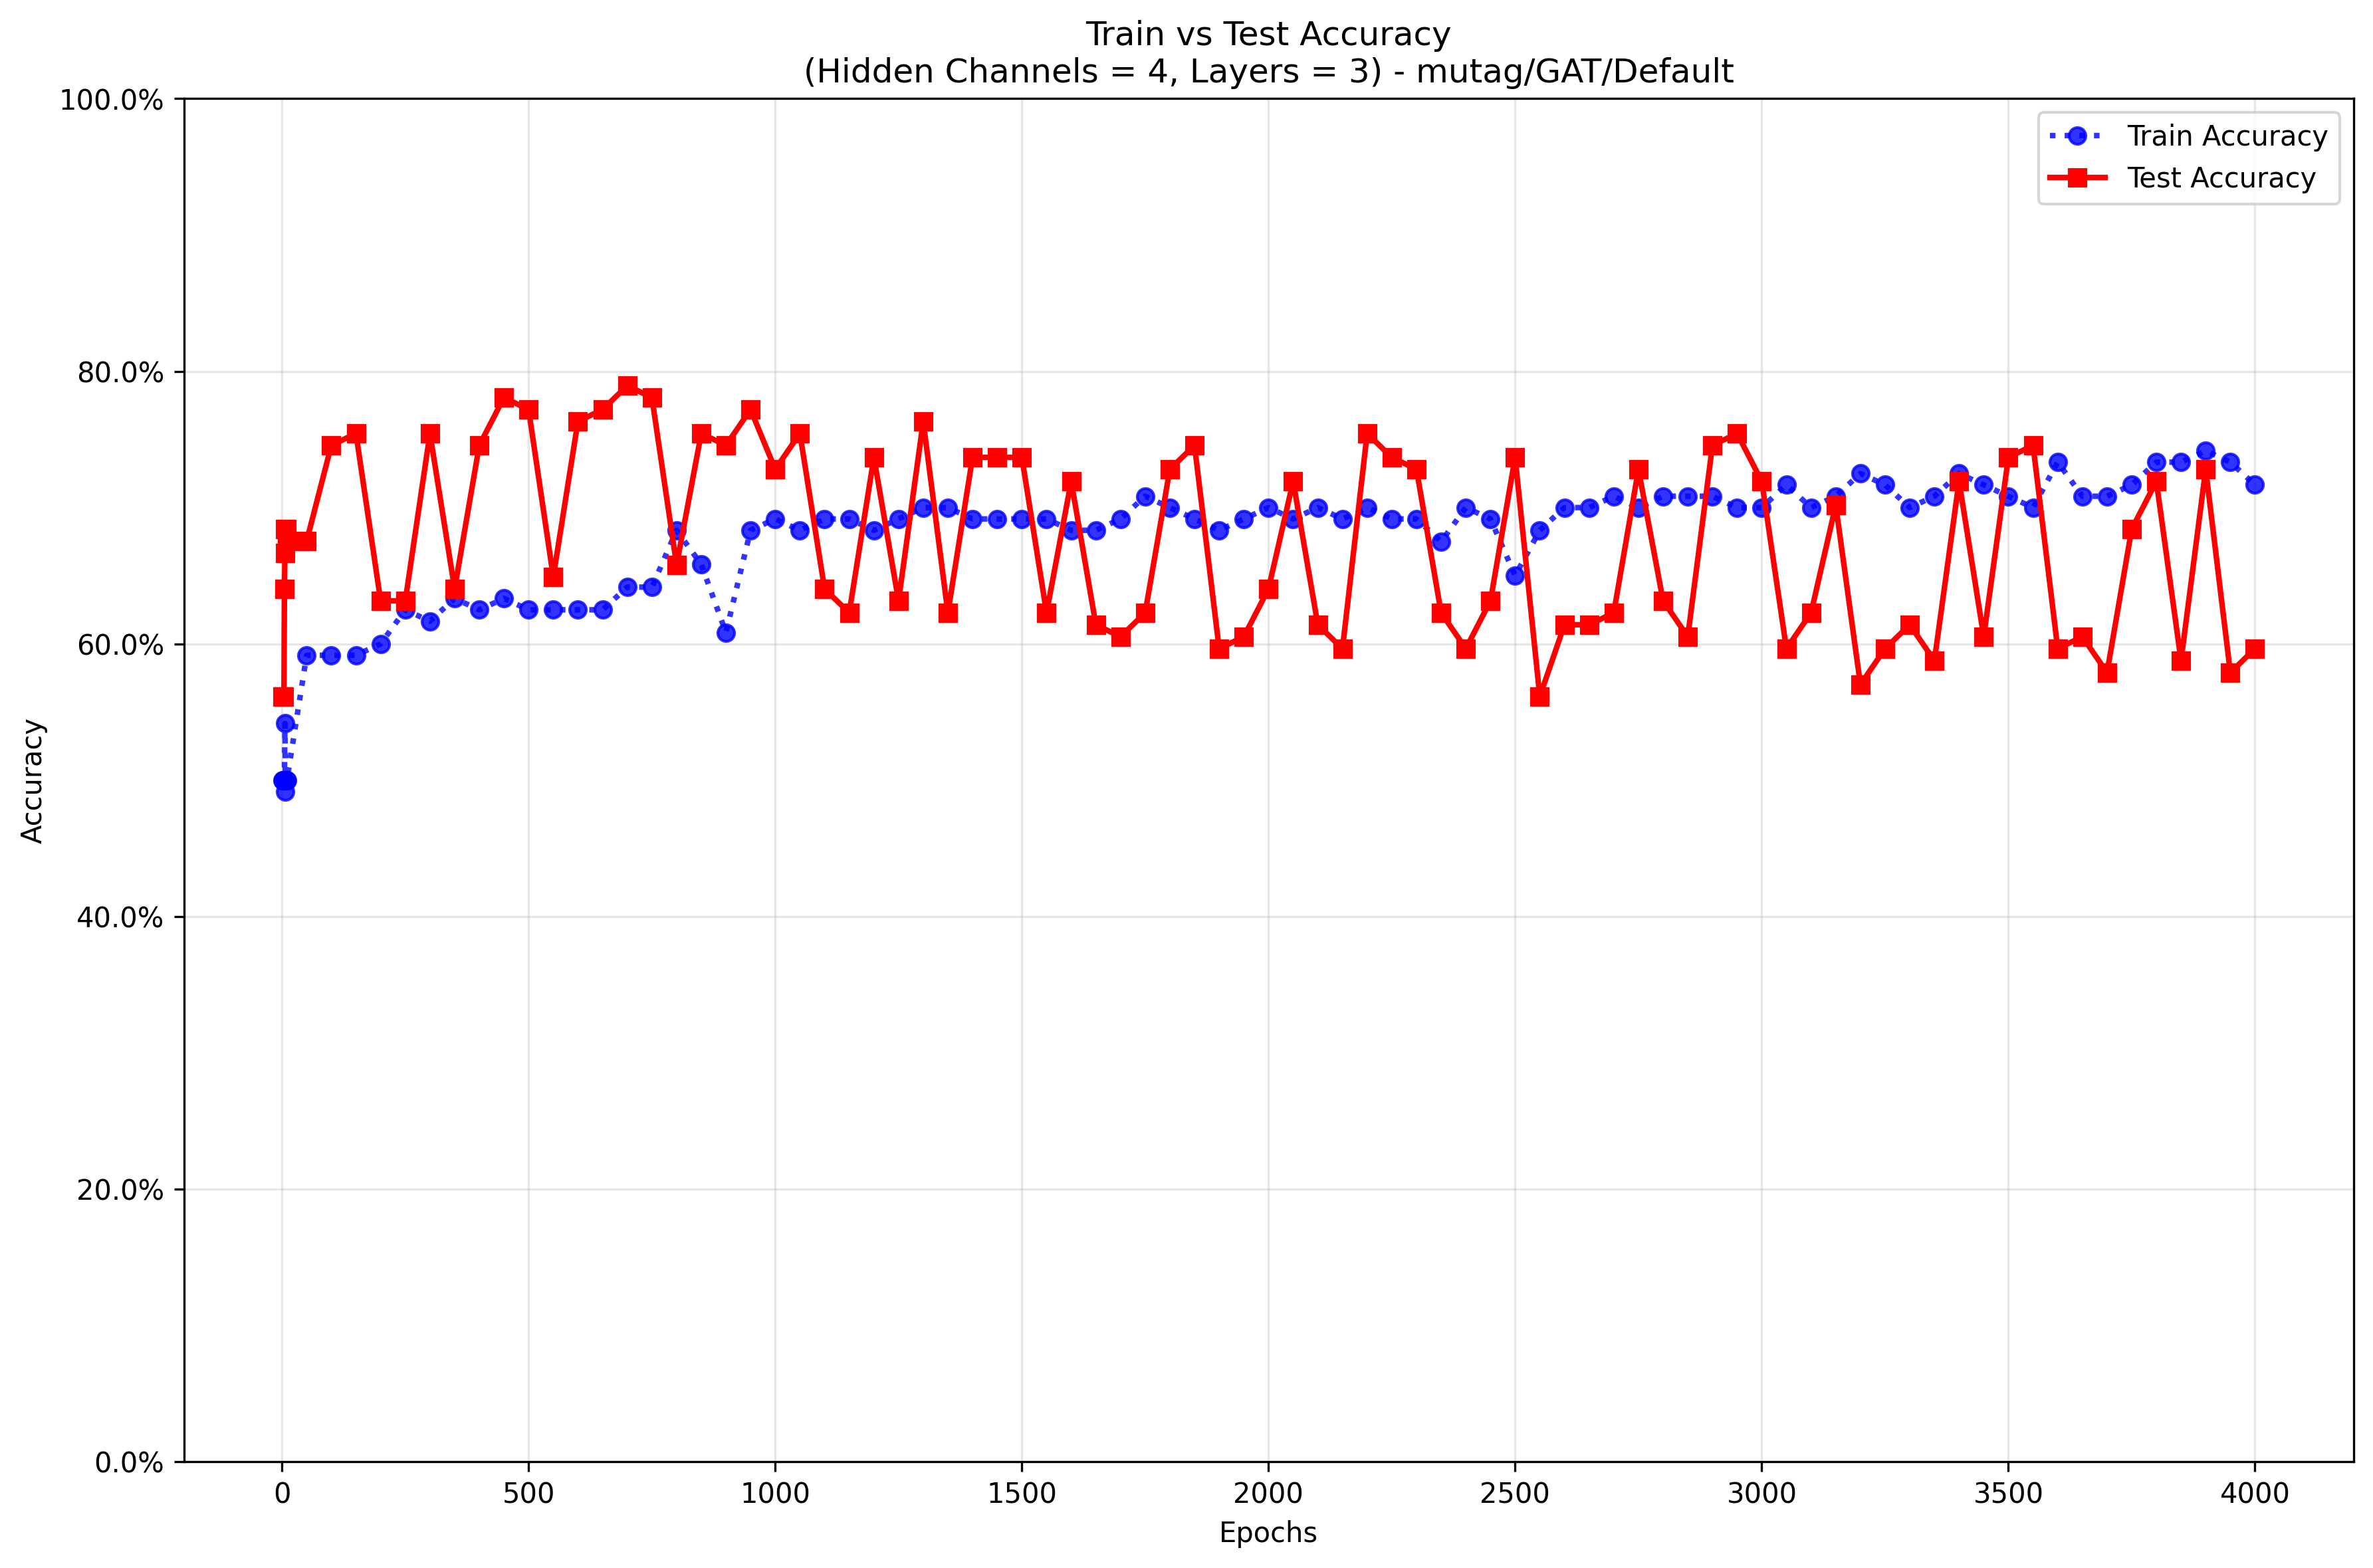 Train vs Test Accuracy
(Hidden Channels = 4, Layers = 3) - mutag/GAT/Default
100.0%
80.0%
60.0%
40.0%
20.0%
0.0%
Accuracy
Train Accuracy
Test Accuracy
0 500 1000 1500 2000 2500 3000 3500 4000
Epochs